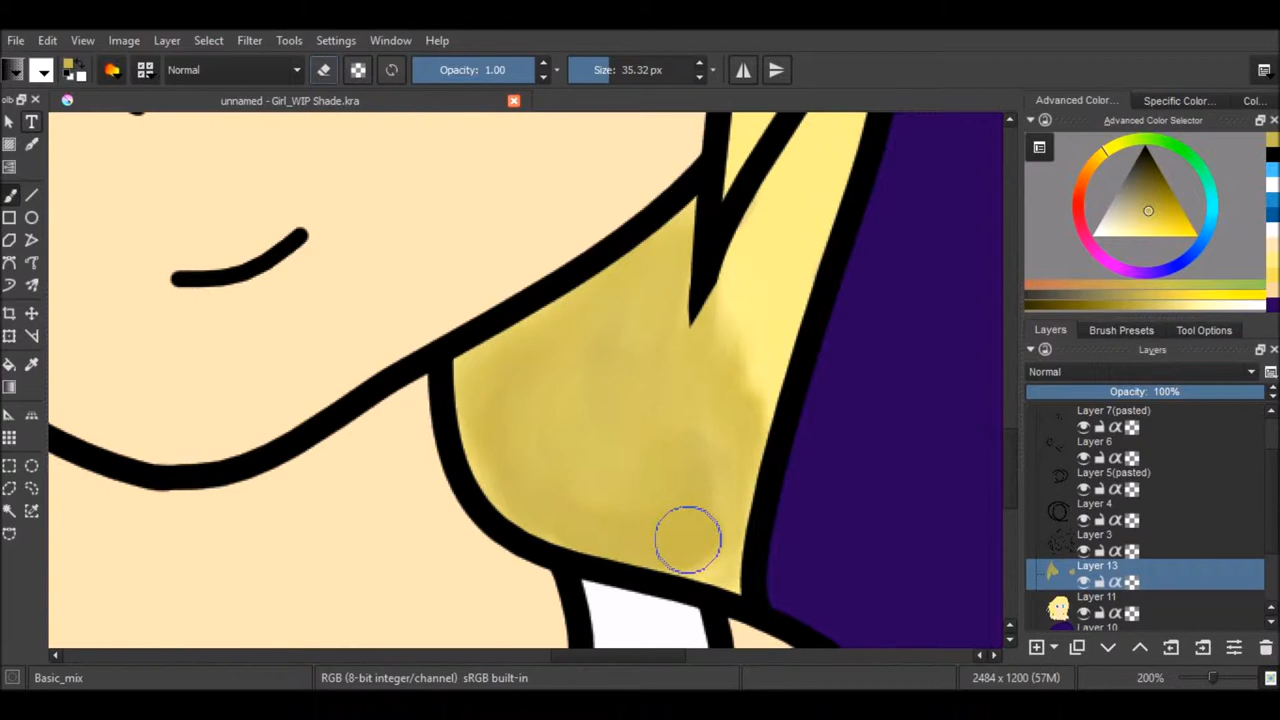 File Edit View Image Layer Select Filter Tools Settings Window Help
Normal Opacity: 1.00 Size: 35.32 px
olb unnamed - Girl_WIP Shade.kra Advanced Color... Specific Color... Col...
Advanced Color Selector
Layers Brush Presets Tool Options
Layers
Normal
Opacity: 100%
Layer 7(pasted)
Layer 6
Layer 5(pasted)
Layer 4
Layer 3
Layer 13
Layer 11
Layer 10
Basic_mix RGB (8-bit integer/channel) sRGB built-in 2484 x 1200 (57M) 200%